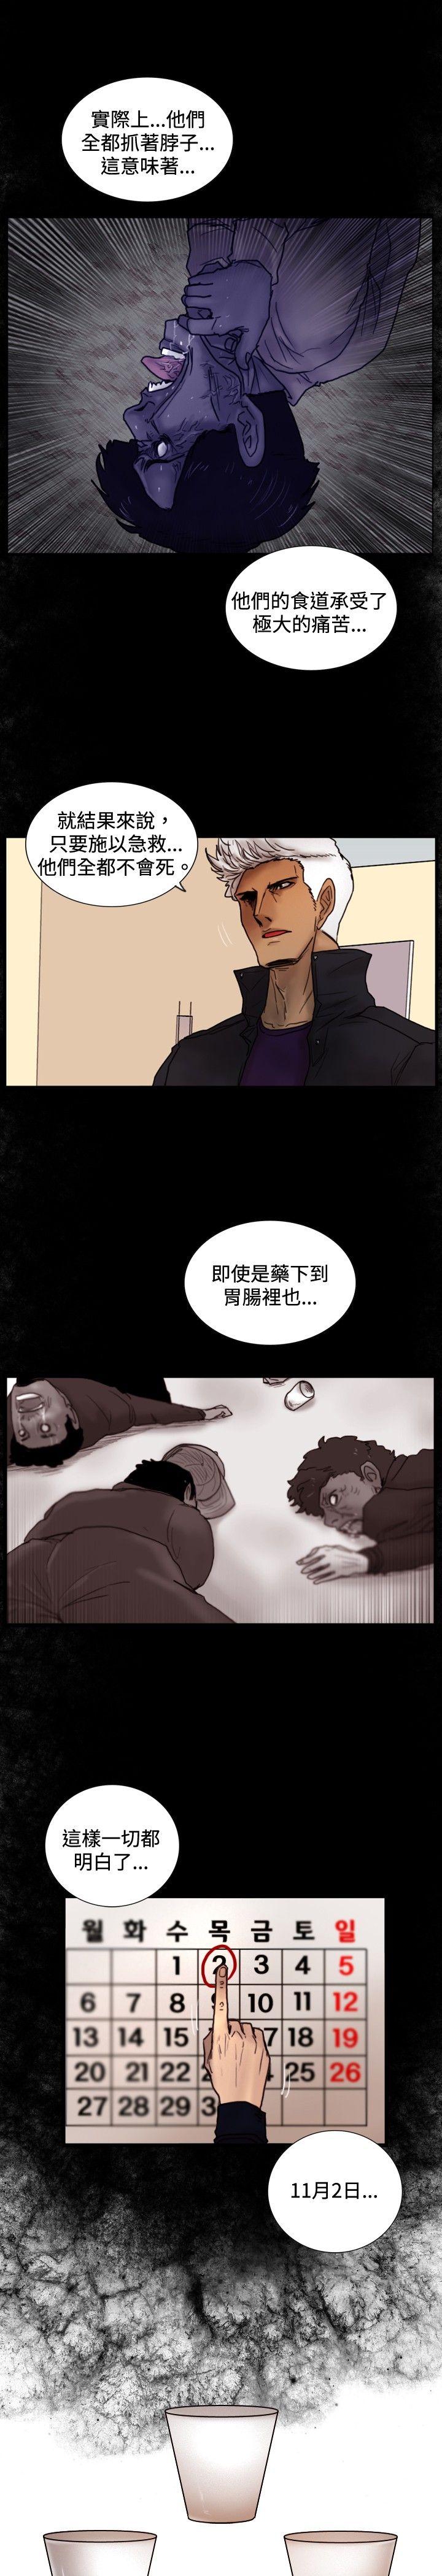 實際上...他們
全都抓著脖子...
這意味著...
他們的食道承受了
極大的痛苦...
就結果來說，
只要施以急救...
他們全都不會死。
即使是藥下到
胃腸裡也...
這樣一切都
明白了...
월 화 수 목 금 토 일
1 2 3 4 5
6 7 8 9 10 11 12
13 14 15 7 18 19
20 21 22 2 25 26
27 28 29 3
11月2日...